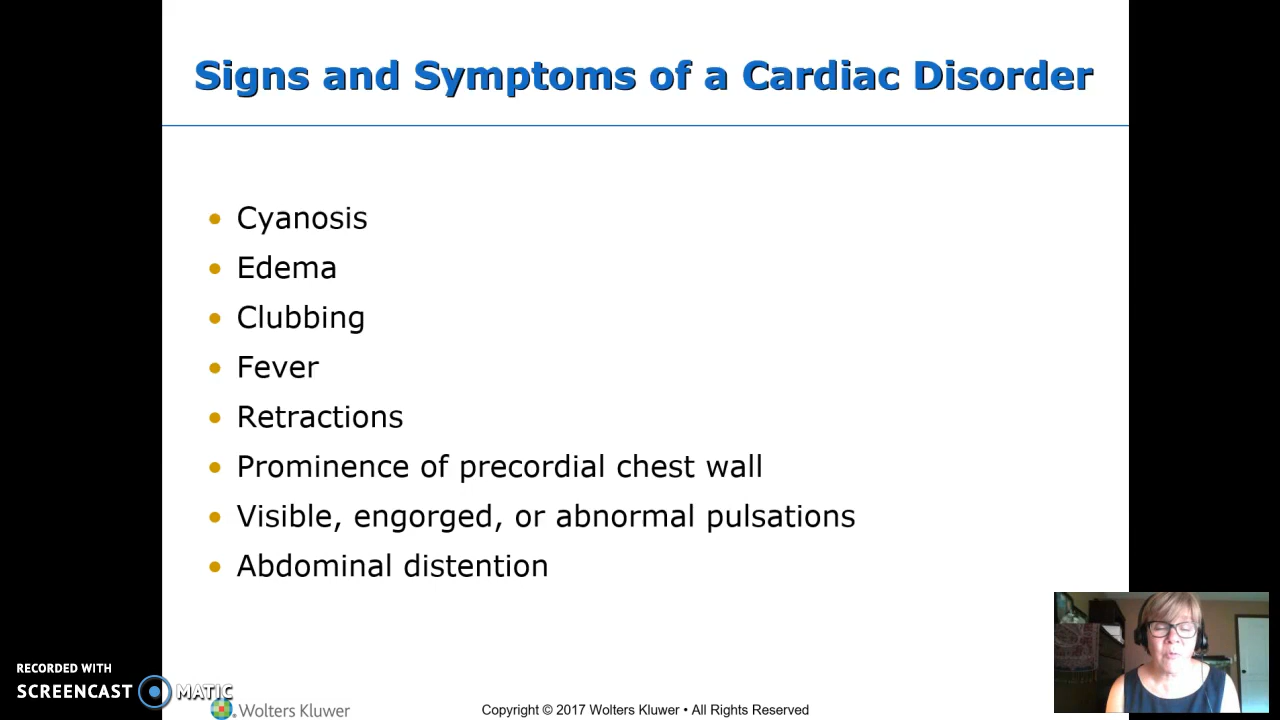 Signs and Symptoms of a Cardiac Disorder
Cyanosis
Edema
Clubbing
Fever
Retractions
Prominence of precordial chest wall
Visible, engorged, or abnormal pulsations
Abdominal distention
RECORDED WITH
SCREENCAST MATIC
Wolters Kluwer
Copyright © 2017 Wolters Kluwer • All Rights Reserved